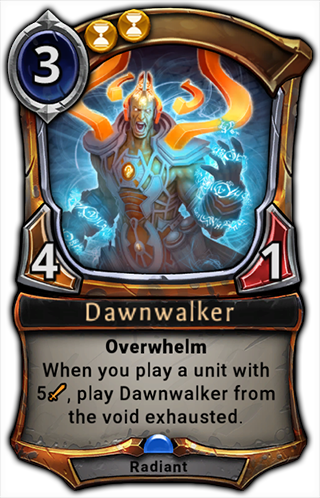 3
4
1
Dawnwalker
Overwhelm
When you play a unit with
5, play Dawnwalker from
the void exhausted.
Radiant